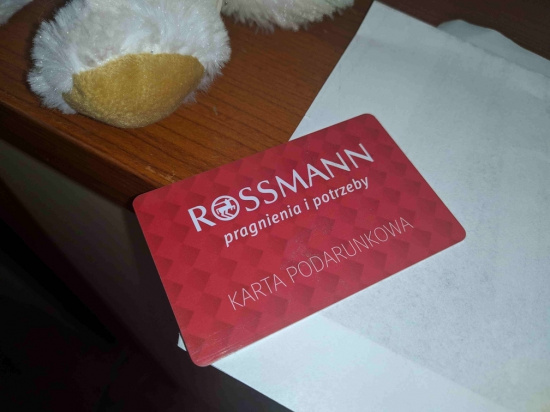 ROSSMANN
pragnienia i potrzeby
KARTA PODARUNKOWA